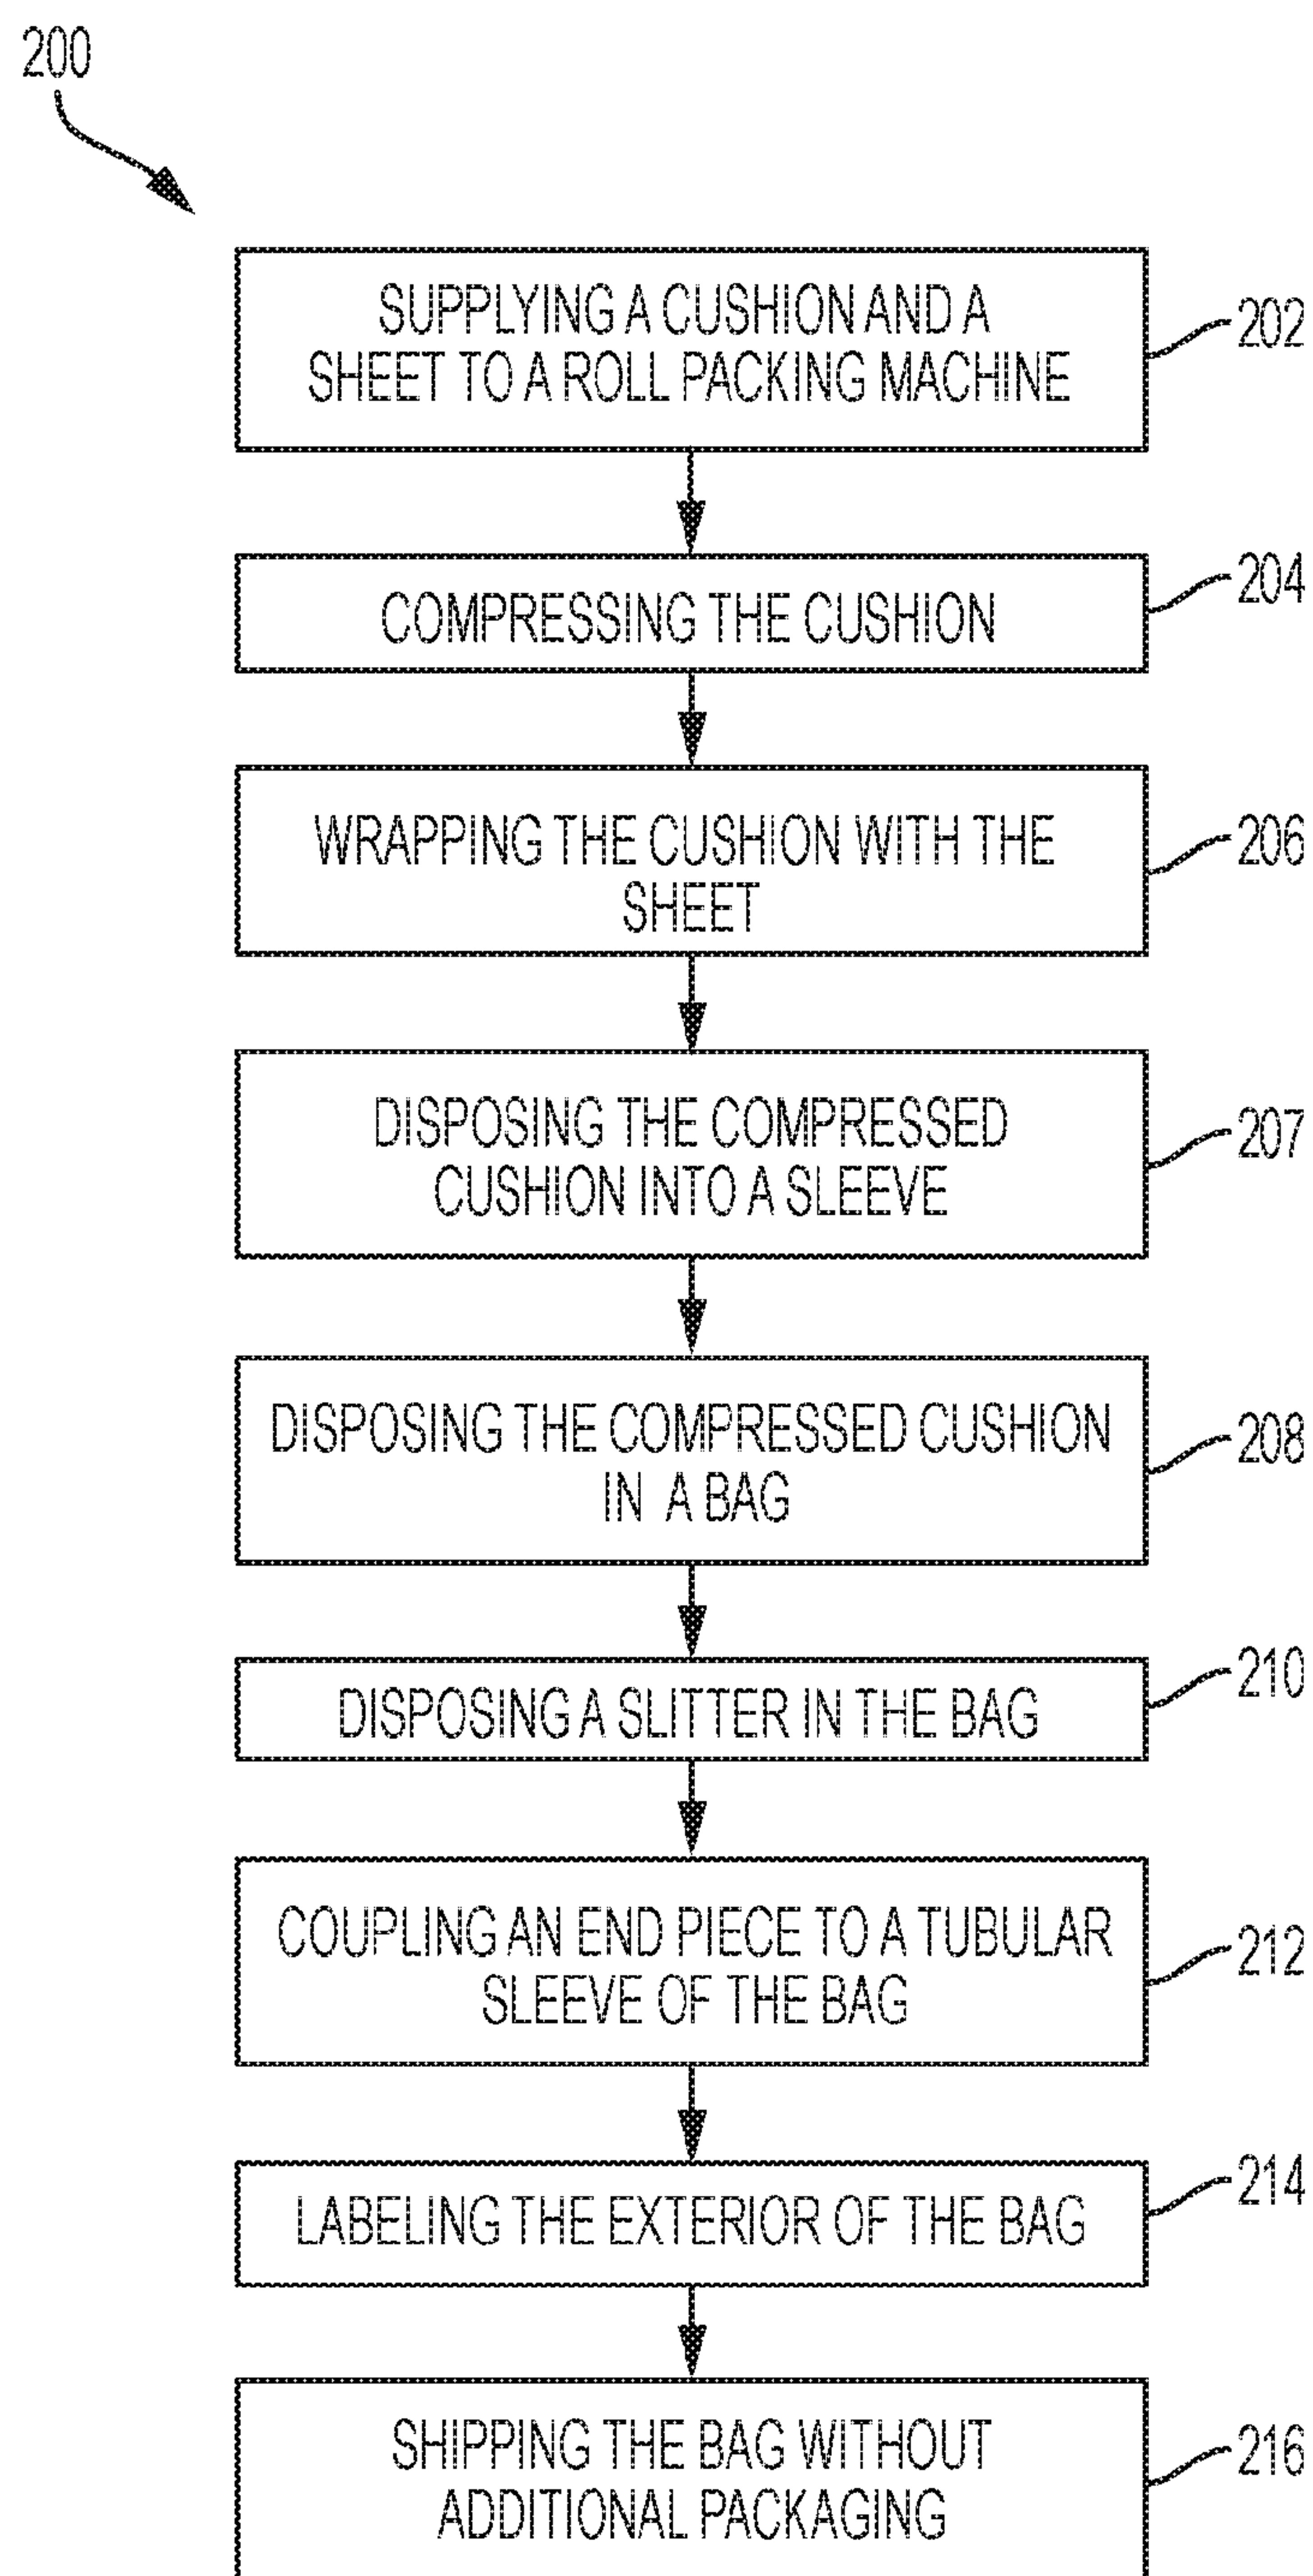 200
SUPPLYING A CUSHION AND A
SHEET TO A ROLL PACKING MACHINE
202
COMPRESSING THE CUSHION
204
WRAPPING THE CUSHION WITH THE
SHEET
206
DISPOSING THE COMPRESSED
CUSHION INTO A SLEEVE
207
DISPOSING THE COMPRESSED CUSHION
IN A BAG
208
DISPOSING A SLITTER IN THE BAG
210
COUPLING AN END PIECE TO A TUBULAR
SLEEVE OF THE BAG
212
LABELING THE EXTERIOR OF THE BAG
214
SHIPPING THE BAG WITHOUT
ADDITIONAL PACKAGING
216